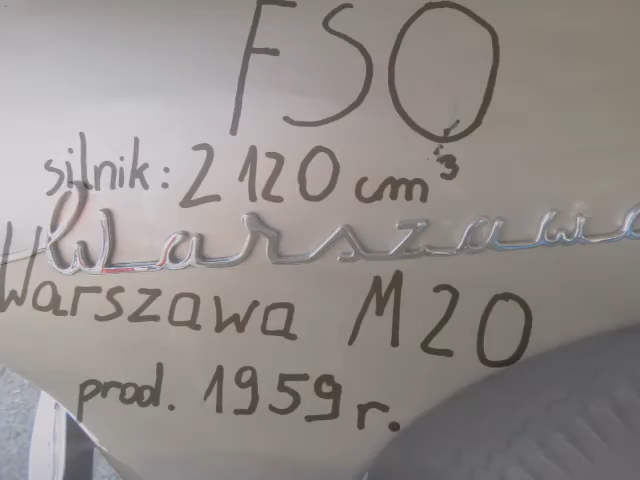 FSO
silnik: 2120 cm³
Warszawa
Warszawa M20
prod. 1959 r.